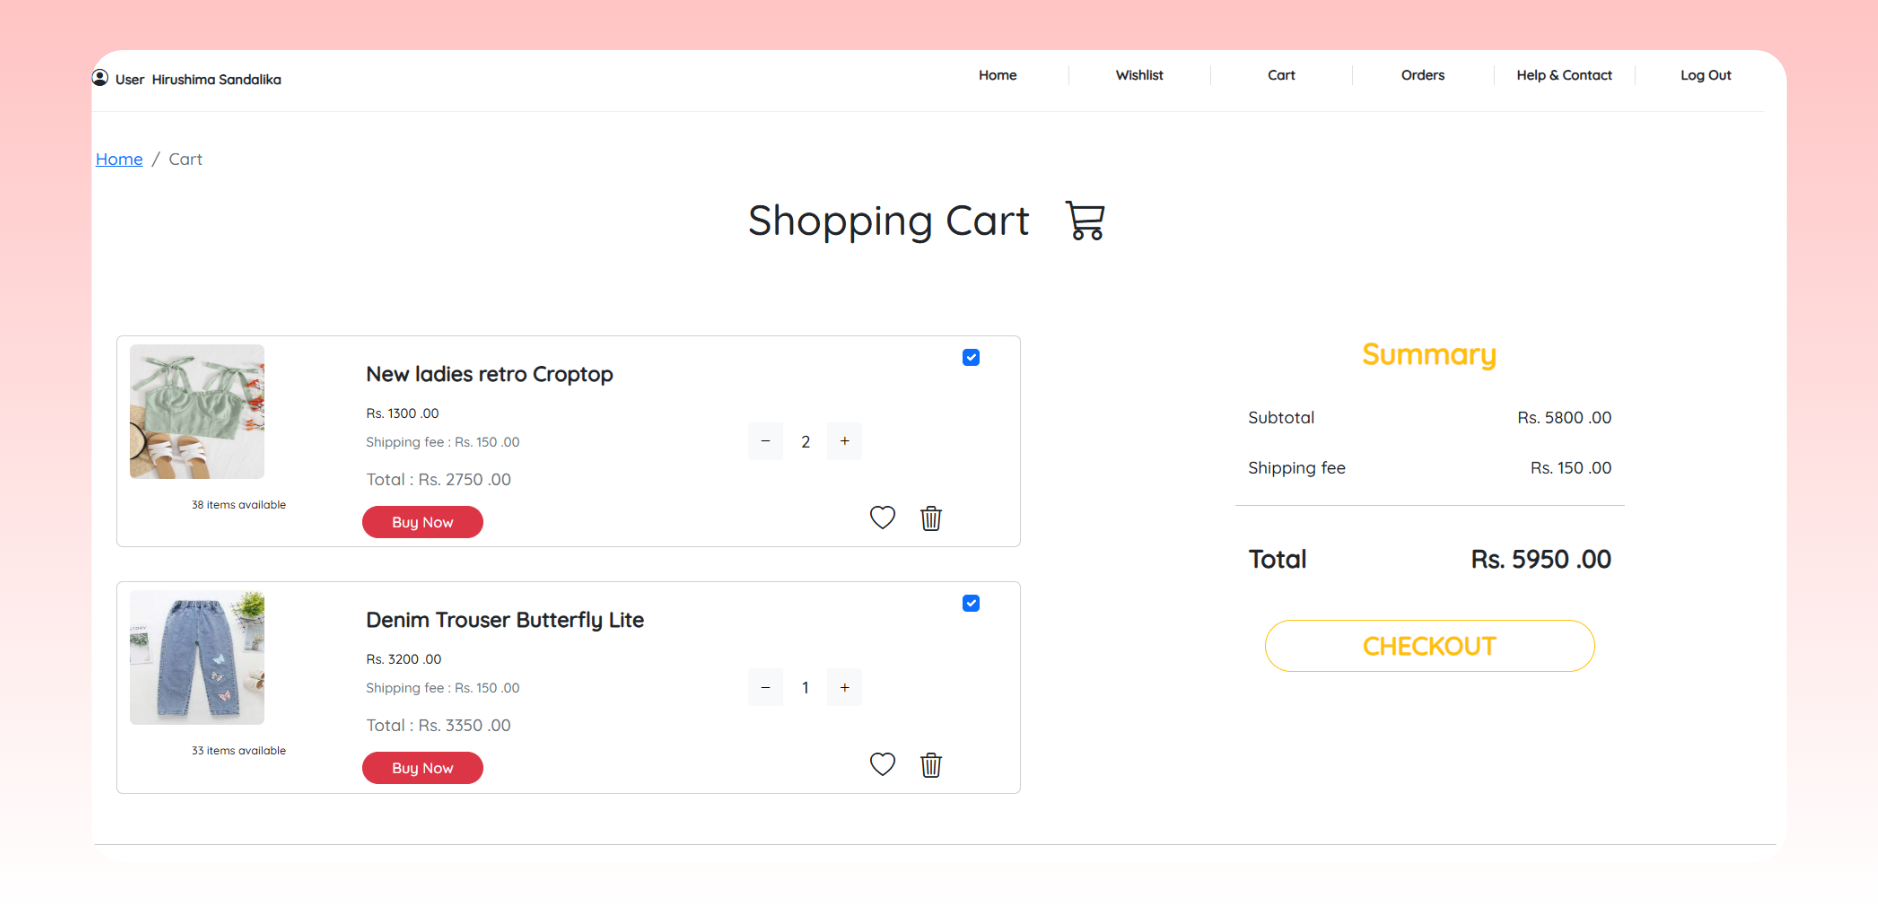 User Hirushima Sandalika
Home
Wishlist
Cart
Orders
Help & Contact
Log Out
Home / Cart
Shopping Cart
New ladies retro Croptop
Rs. 1300 .00
Shipping fee : Rs. 150 .00
− 2 +
Total : Rs. 2750 .00
38 items available
Buy Now
Denim Trouser Butterfly Lite
Rs. 3200 .00
Shipping fee : Rs. 150 .00
− 1 +
Total : Rs. 3350 .00
33 items available
Buy Now
Summary
Subtotal Rs. 5800 .00
Shipping fee Rs. 150 .00
Total Rs. 5950 .00
CHECKOUT